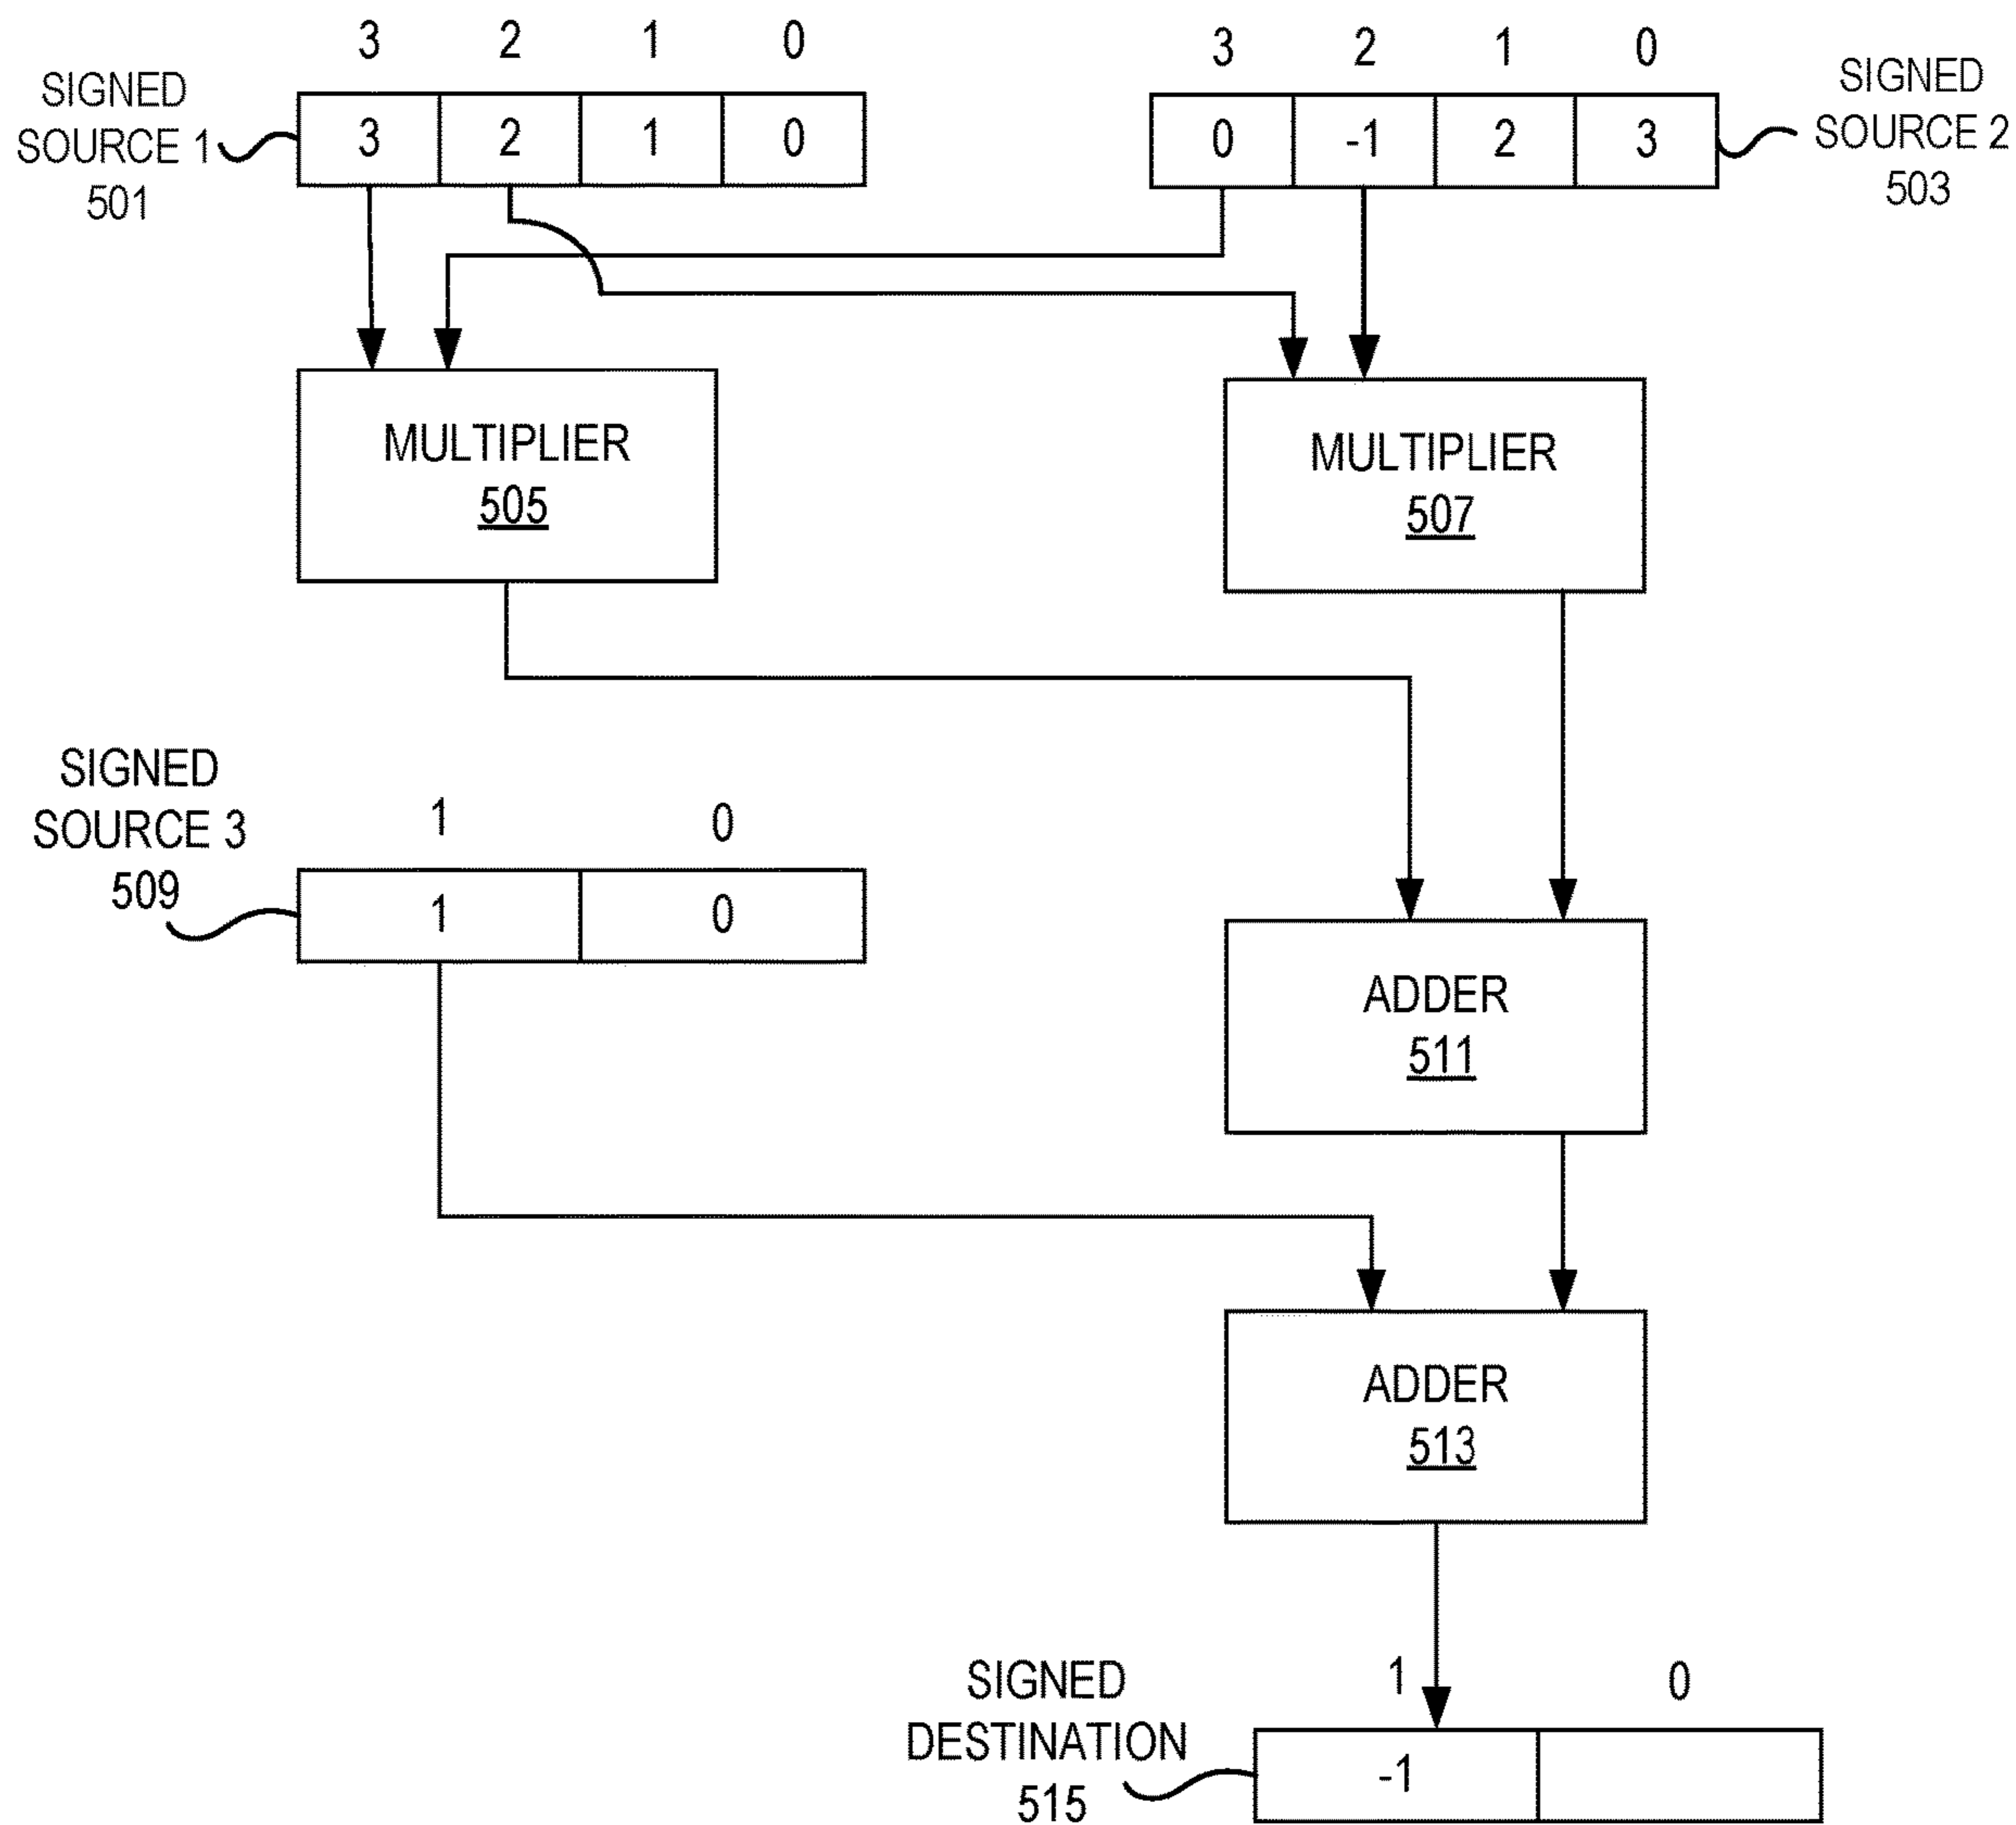 3 2 1 0
3 2 1 0
SIGNED
SOURCE 1
501
3 2 1 0
0 -1 2 3
SIGNED
SOURCE 2
503
MULTIPLIER
505
MULTIPLIER
507
SIGNED
SOURCE 3
509
1 0
1 0
ADDER
511
ADDER
513
SIGNED
DESTINATION
515
1 0
-1